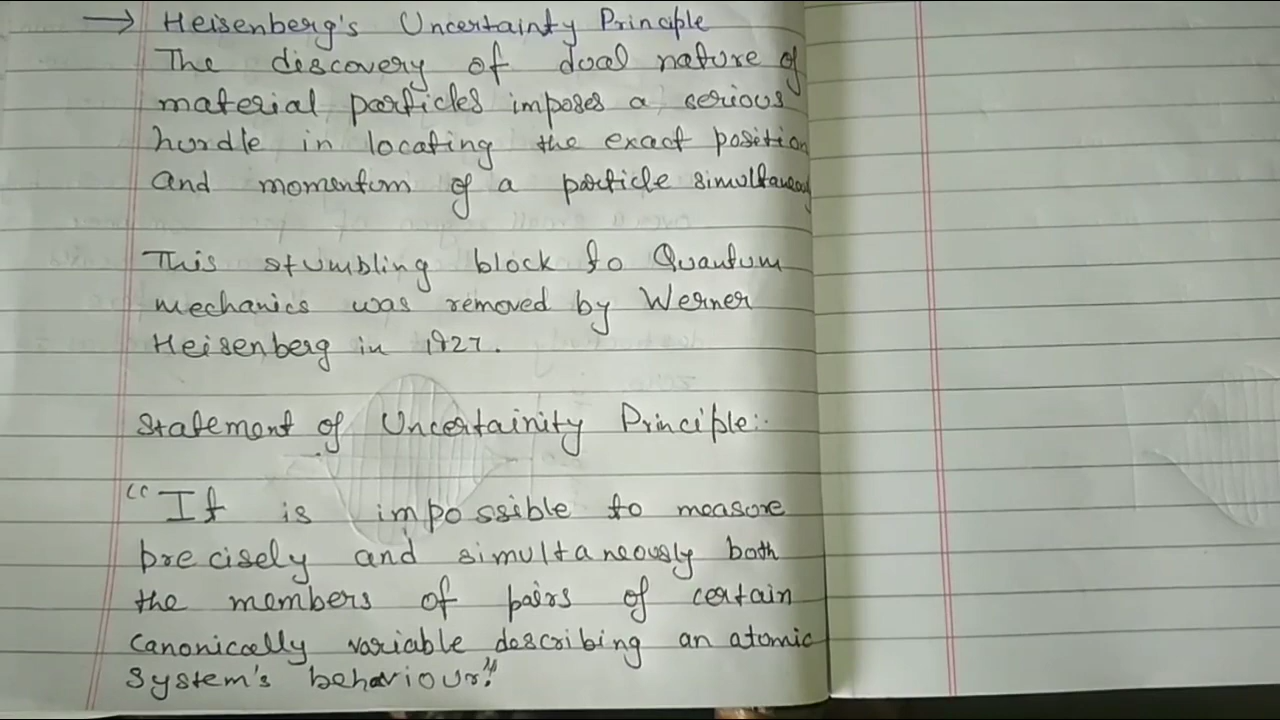 → Heisenberg's Uncertainty Principle
The discovery of dual nature of
material particles imposes a serious
hurdle in locating the exact position
and momentum of a particle simultaneously
This stumbling block to Quantum
mechanics was removed by Werner
Heisenberg in 1927.
Statement of Uncertainity Principle:-
"It is impossible to measure
precisely and simultaneously both
the members of pairs of certain
canonically variable describing an atomic
system's behaviour."